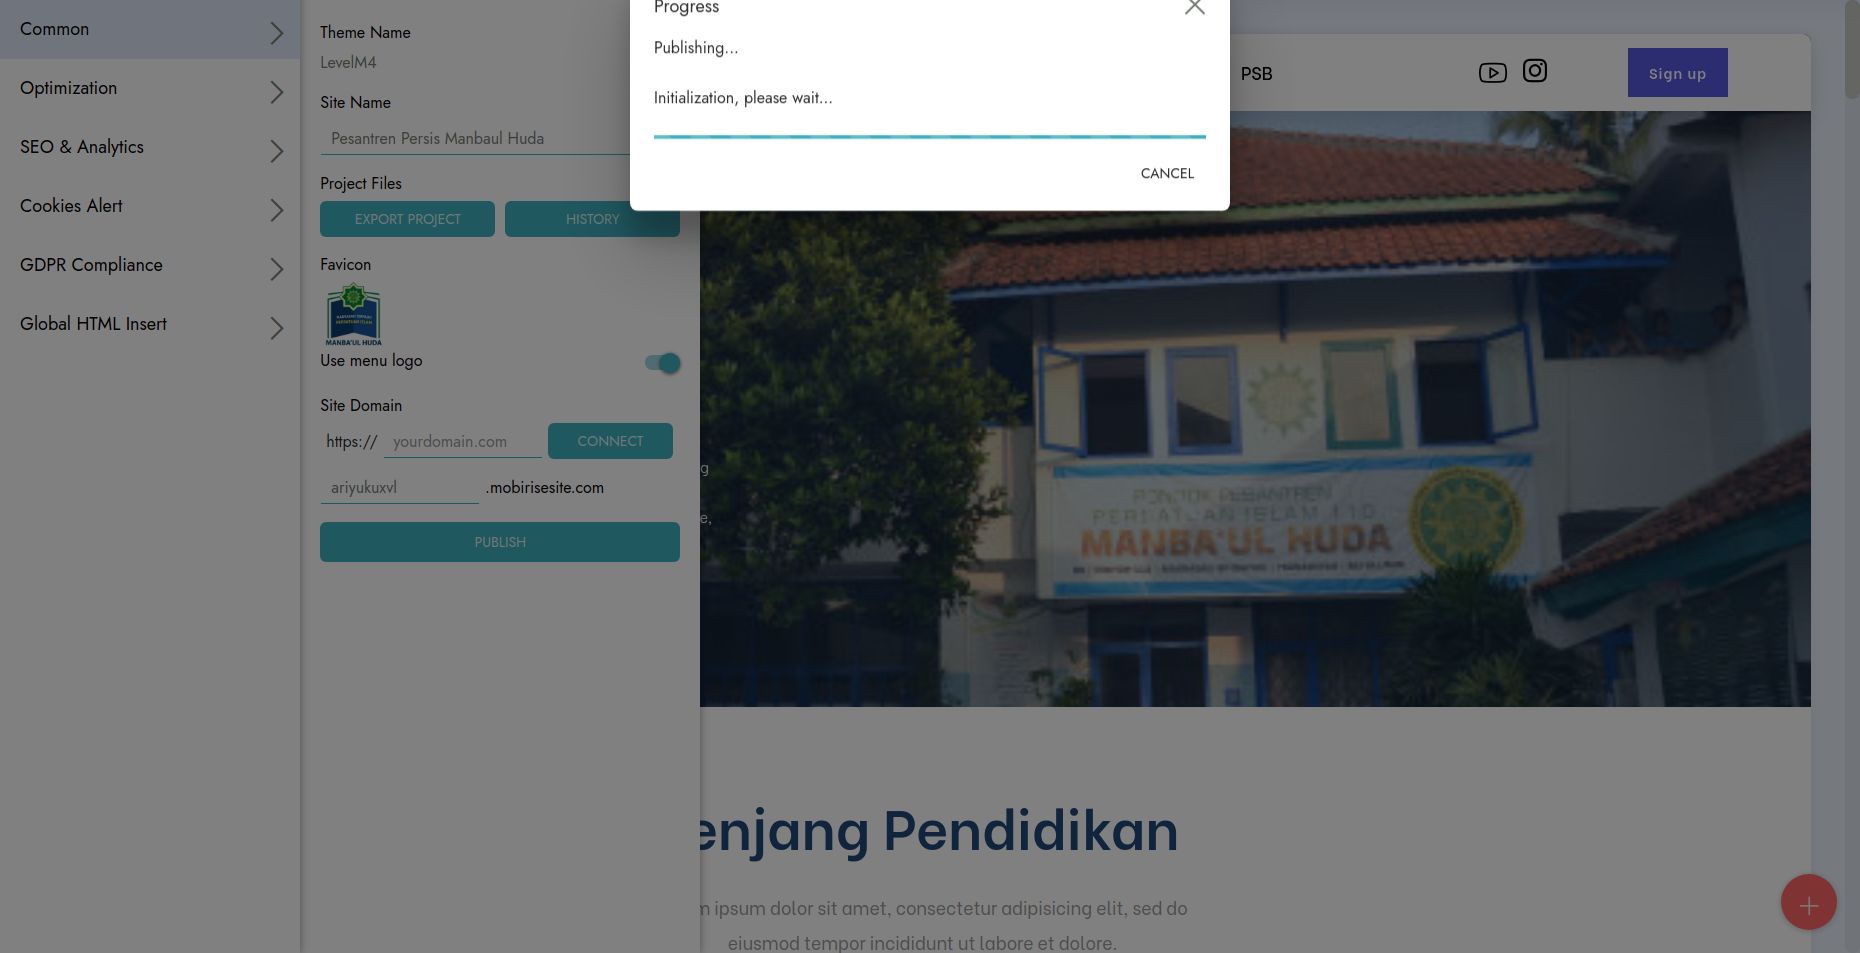 Common
Optimization
SEO & Analytics
Cookies Alert
GDPR Compliance
Global HTML Insert
Theme Name
LevelM4
Site Name
Pesantren Persis Manbaul Huda
Project Files
EXPORT PROJECT
HISTORY
Favicon
MANBA'UL HUDA
Use menu logo
Site Domain
https://
yourdomain.com
CONNECT
ariyukuxvl
.mobirisesite.com
PUBLISH
Progress
Publishing...
Initialization, please wait...
CANCEL
PSB
Sign up
g
e,
PONDOK PESANTREN
PERSATUAN ISLAM 110
MANBA'UL HUDA
enjang Pendidikan
m ipsum dolor sit amet, consectetur adipisicing elit, sed do
eiusmod tempor incididunt ut labore et dolore.